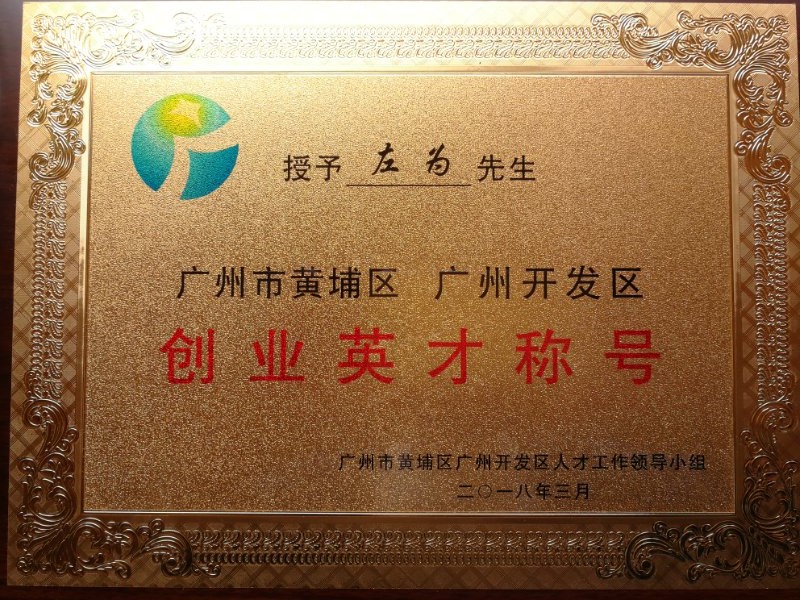 授予 左为 先生
广州市黄埔区 广州开发区
创业英才称号
广州市黄埔区广州开发区人才工作领导小组
二〇一八年三月